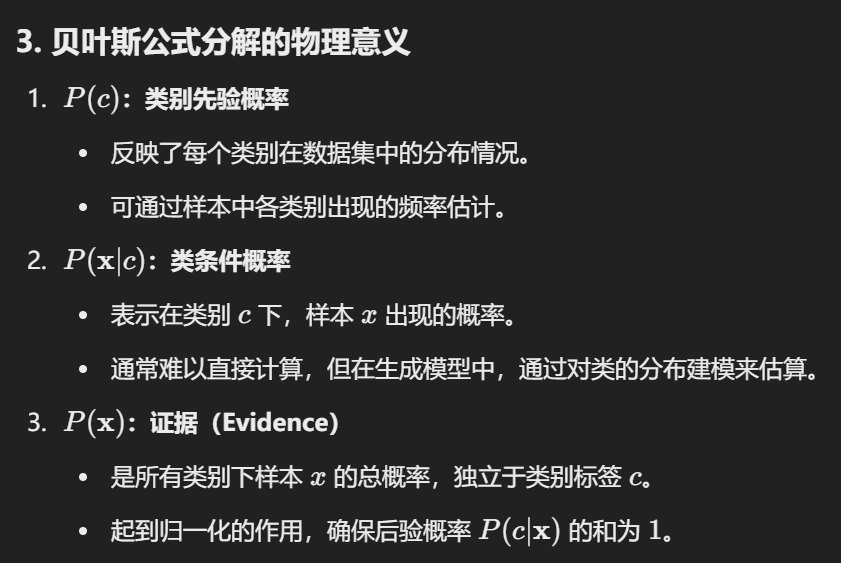 3. 贝叶斯公式分解的物理意义
1. P(c)：类别先验概率
• 反映了每个类别在数据集中的分布情况。
• 可通过样本中各类别出现的频率估计。
2. P(x|c)：类条件概率
• 表示在类别 c 下，样本 x 出现的概率。
• 通常难以直接计算，但在生成模型中，通过对类的分布建模来估算。
3. P(x)：证据（Evidence）
• 是所有类别下样本 x 的总概率，独立于类别标签 c。
• 起到归一化的作用，确保后验概率 P(c|x) 的和为 1。